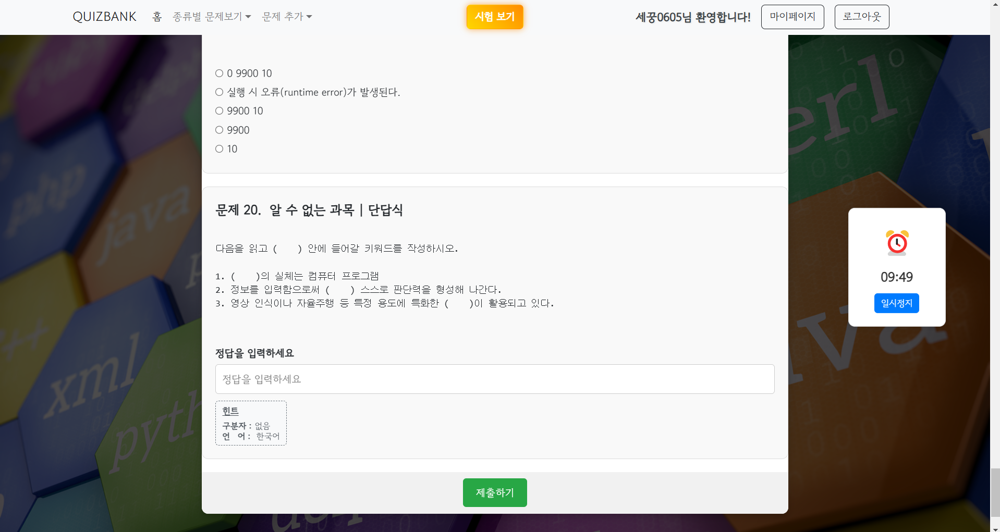 QUIZBANK 홈 종류별 문제보기 문제 추가 시험 보기 세꿍0605님 환영합니다! 마이페이지 로그아웃
0 9900 10
실행 시 오류(runtime error)가 발생된다.
9900 10
9900
10
문제 20. 알 수 없는 과목 | 단답식
다음을 읽고 (    ) 안에 들어갈 키워드를 작성하시오.
1. (    )의 실체는 컴퓨터 프로그램
2. 정보를 입력함으로써 (    ) 스스로 판단력을 형성해 나간다.
3. 영상 인식이나 자율주행 등 특정 용도에 특화한 (    )이 활용되고 있다.
09:49
일시정지
정답을 입력하세요
정답을 입력하세요
힌트
구분자 : 없음
언 어 : 한국어
제출하기
php
java
xml
python
erl
va
c++